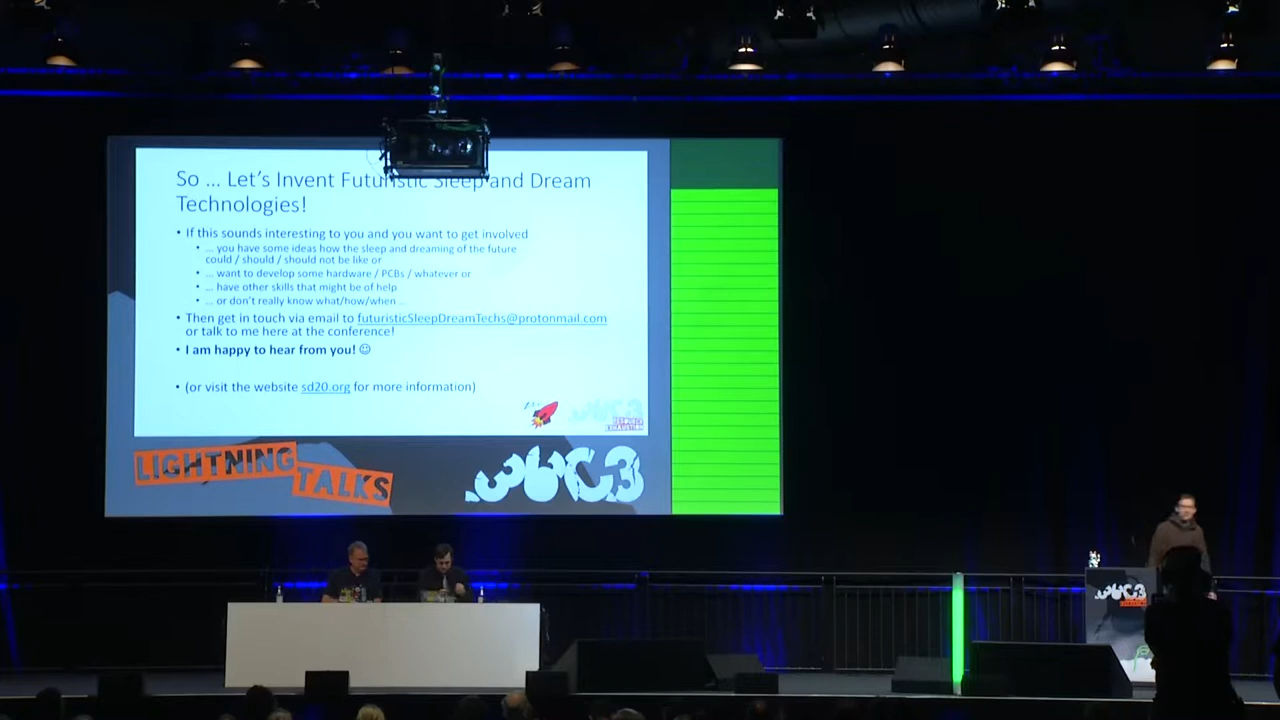 So ... Let's Invent Futuristic Sleep and Dream
Technologies!
• If this sounds interesting to you and you want to get involved
• ... you have some ideas how the sleep and dreaming of the future
could / should / should not be like or
• ... want to develop some hardware / PCBs / whatever or
• ... have other skills that might be of help
• ... or don't really know what/how/when ...
• Then get in touch via email to futuristicSleepDreamTechs@protonmail.com
or talk to me here at the conference!
• I am happy to hear from you! ☺
• (or visit the website sd20.org for more information)
36C3
LIGHTNING
TALKS
36C3
36C3